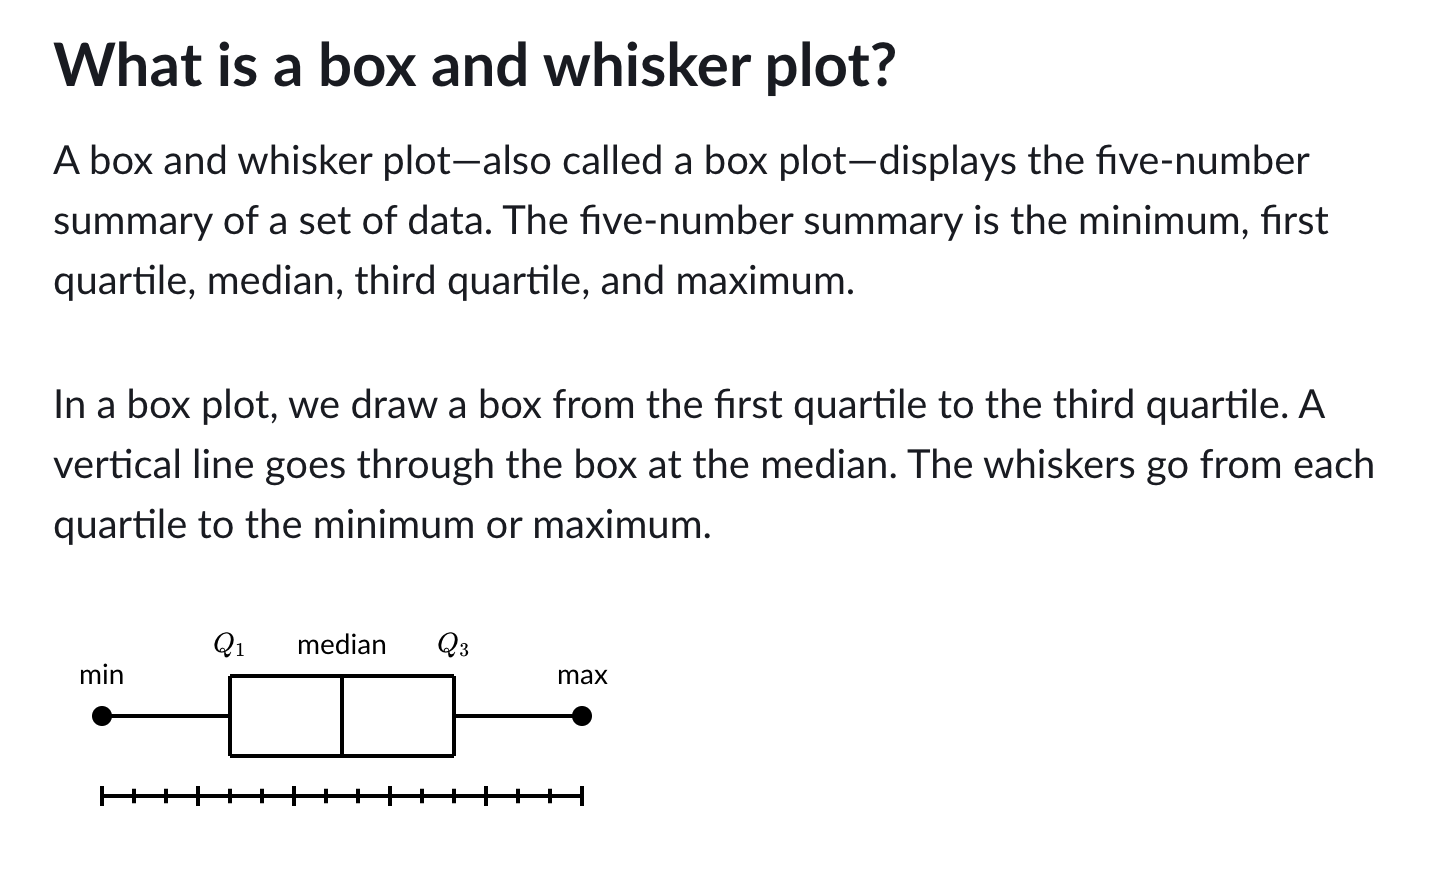 What is a box and whisker plot?
A box and whisker plot—also called a box plot—displays the five-number
summary of a set of data. The five-number summary is the minimum, first
quartile, median, third quartile, and maximum.
In a box plot, we draw a box from the first quartile to the third quartile. A
vertical line goes through the box at the median. The whiskers go from each
quartile to the minimum or maximum.
Q₁ median Q₃
min max